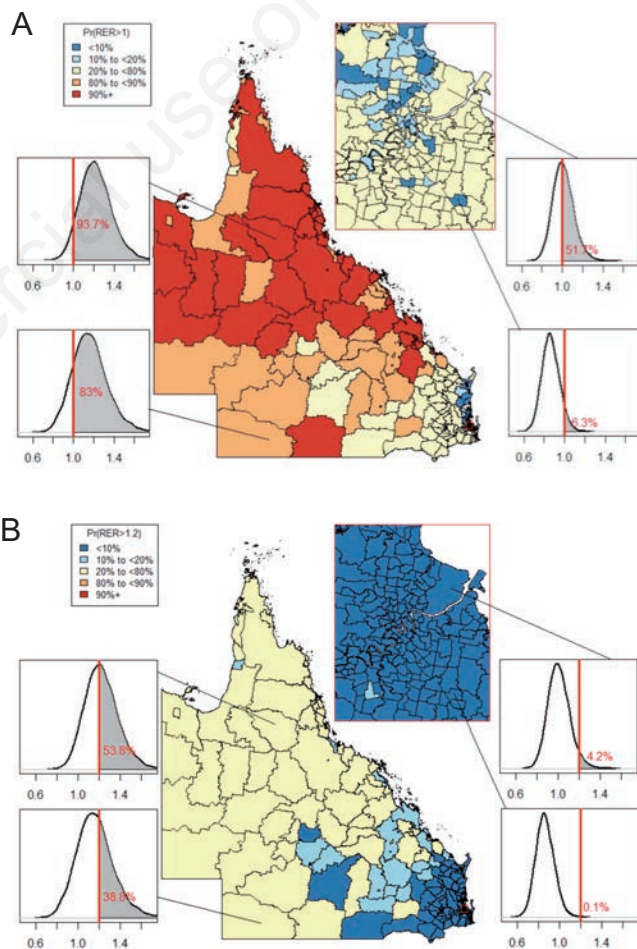 A
Pr(RER>1)
<10%
10% to <20%
20% to <80%
80% to <90%
90%+
93.7%
0.6 1.0 1.4
83%
0.6 1.0 1.4
51.7%
0.6 1.0 1.4
6.3%
0.6 1.0 1.4
B
Pr(RER>1.2)
<10%
10% to <20%
20% to <80%
80% to <90%
90%+
53.8%
0.6 1.0 1.4
38.8%
0.6 1.0 1.4
4.2%
0.6 1.0 1.4
0.1%
0.6 1.0 1.4